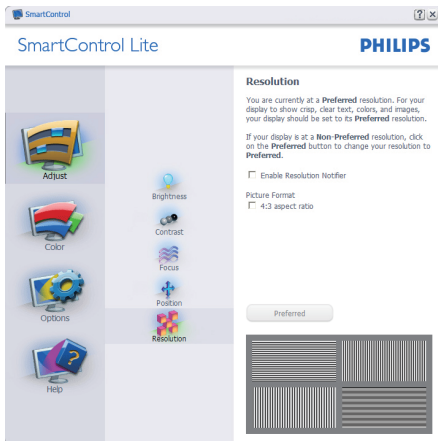 SmartControl
SmartControl Lite
PHILIPS
Adjust
Color
Options
Help
Brightness
Contrast
Focus
Position
Resolution
Resolution
You are currently at a Preferred resolution. For your
display to show crisp, clear text, colors, and images,
your display should be set to its Preferred resolution.
If your display is at a Non-Preferred resolution, click
on the Preferred button to change your resolution to
Preferred.
Enable Resolution Notifier
Picture Format
4:3 aspect ratio
Preferred